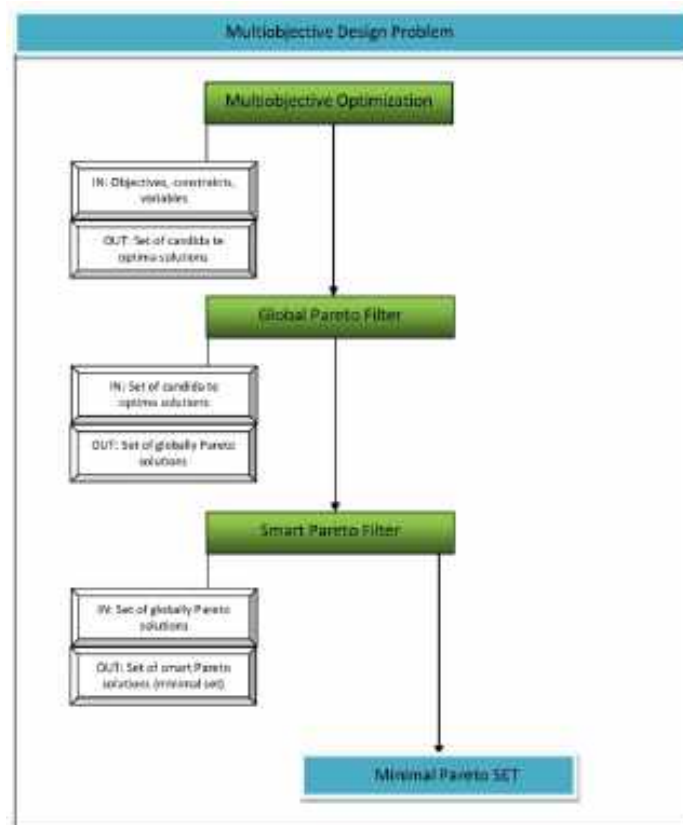 Multiobjective Design Problem
Multiobjective Optimization
IN: Objectives, constraints,
variables
OUT: Set of candida te
optima solutions
Global Pareto Filter
IN: Set of candida te
optima solutions
OUT: Set of globally Pareto
solutions
Smart Pareto Filter
IN: Set of globally Pareto
solutions
OUT: Set of smart Pareto
solutions (minimal set)
Minimal Pareto SET